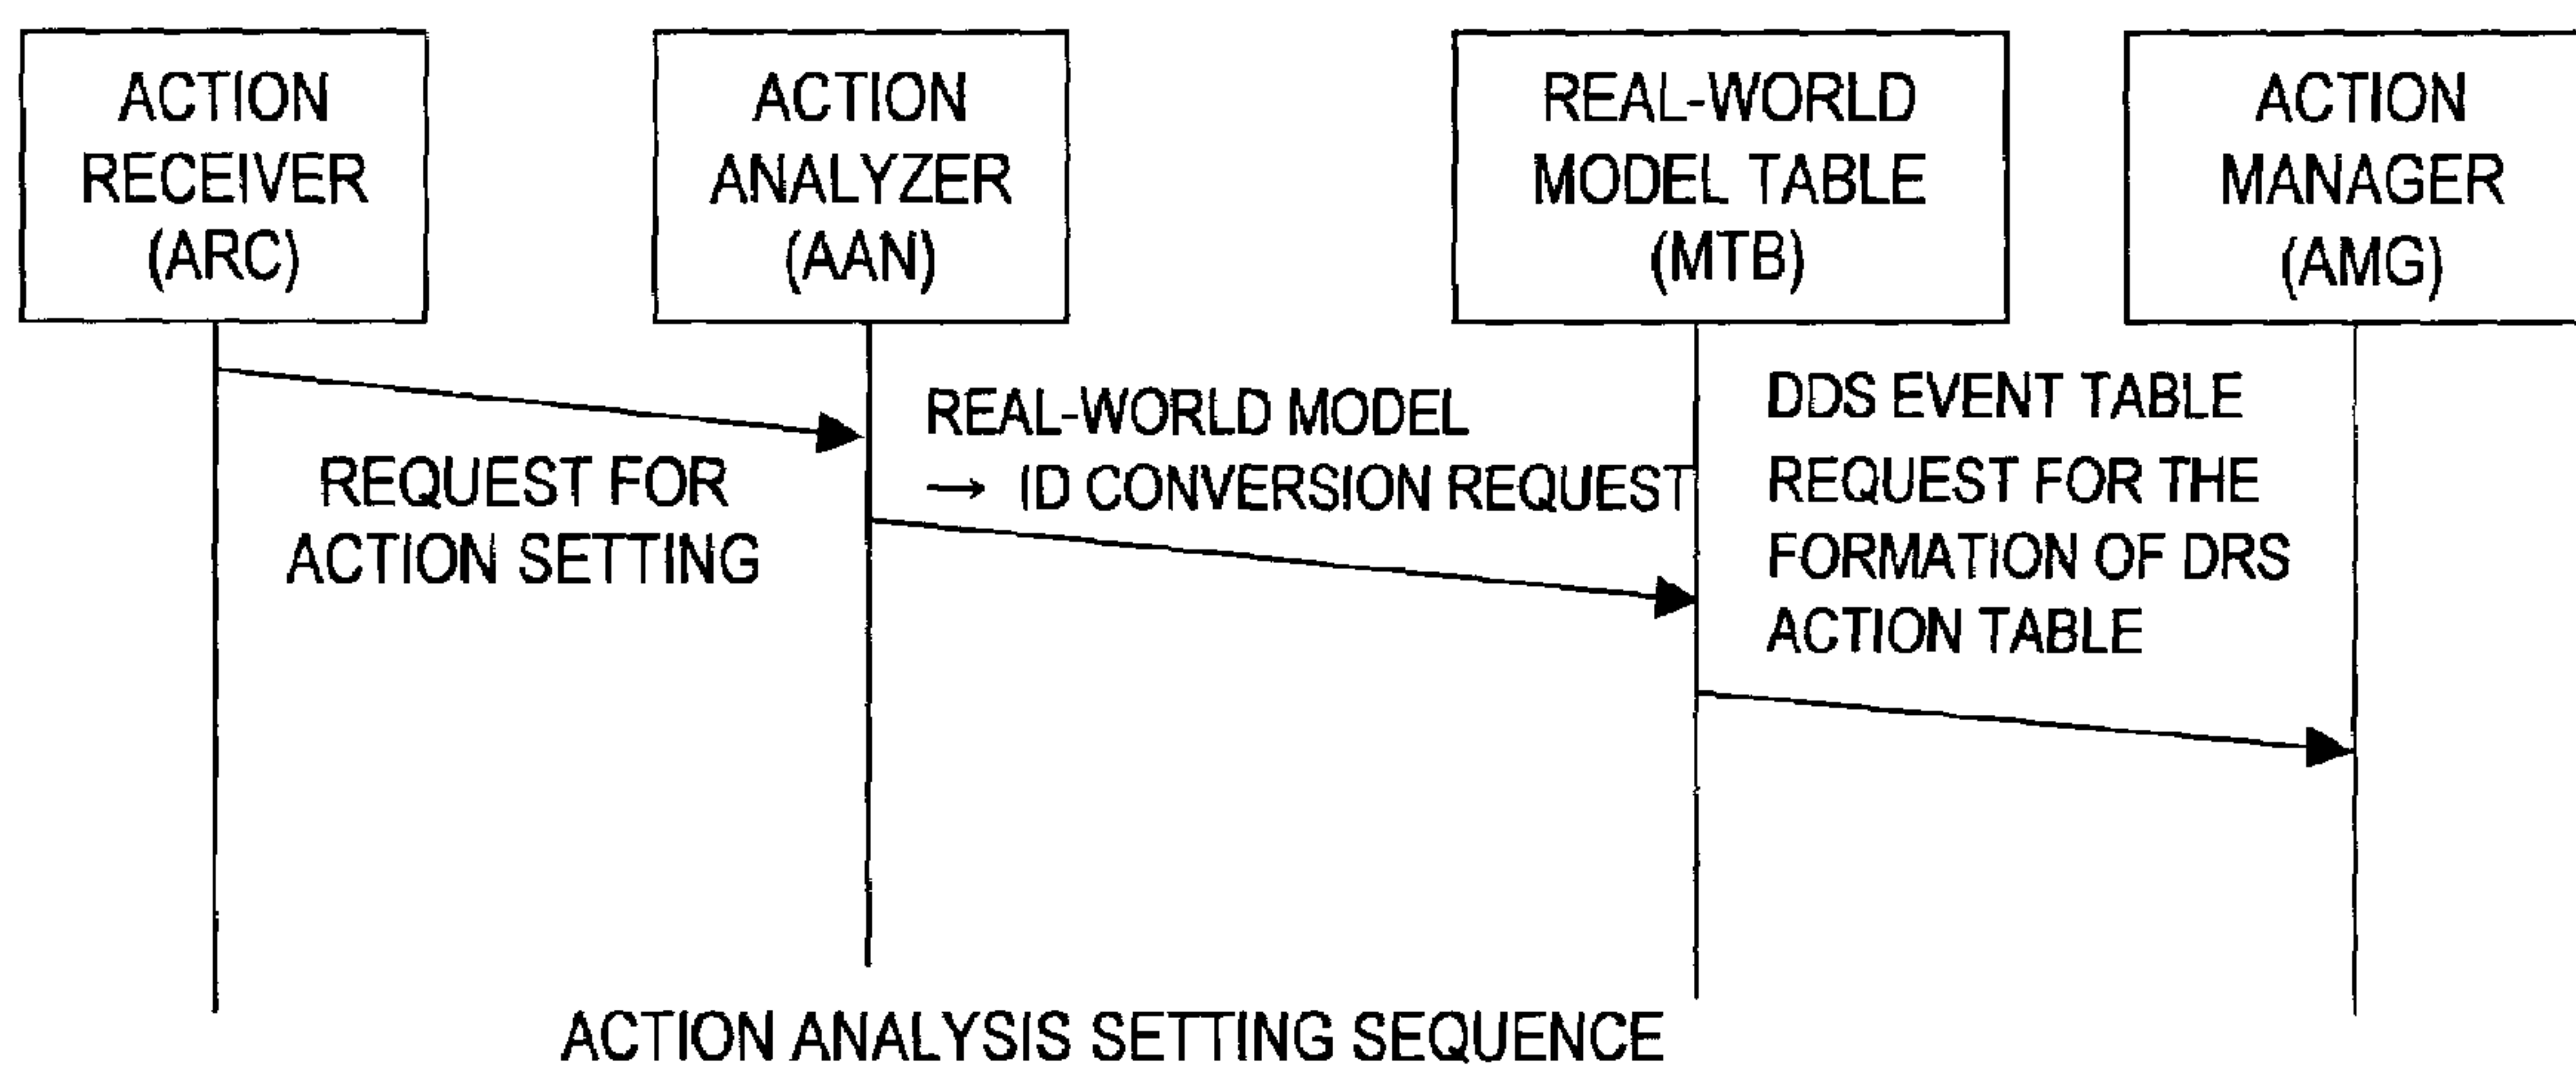 ACTION
RECEIVER
(ARC)
ACTION
ANALYZER
(AAN)
REAL-WORLD
MODEL TABLE
(MTB)
ACTION
MANAGER
(AMG)
REQUEST FOR
ACTION SETTING
REAL-WORLD MODEL
→ ID CONVERSION REQUEST
DDS EVENT TABLE
REQUEST FOR THE
FORMATION OF DRS
ACTION TABLE
ACTION ANALYSIS SETTING SEQUENCE